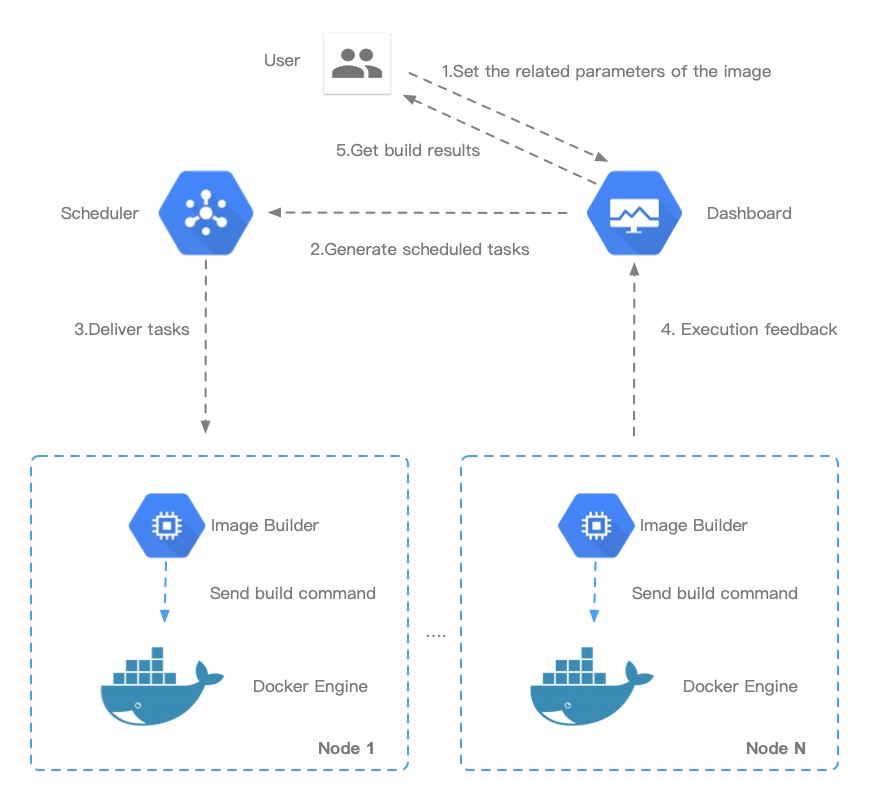 User
1.Set the related parameters of the image
5.Get build results
Scheduler
Dashboard
2.Generate scheduled tasks
3.Deliver tasks
4. Execution feedback
Image Builder
Image Builder
Send build command
Send build command
....
Docker Engine
Docker Engine
Node 1
Node N